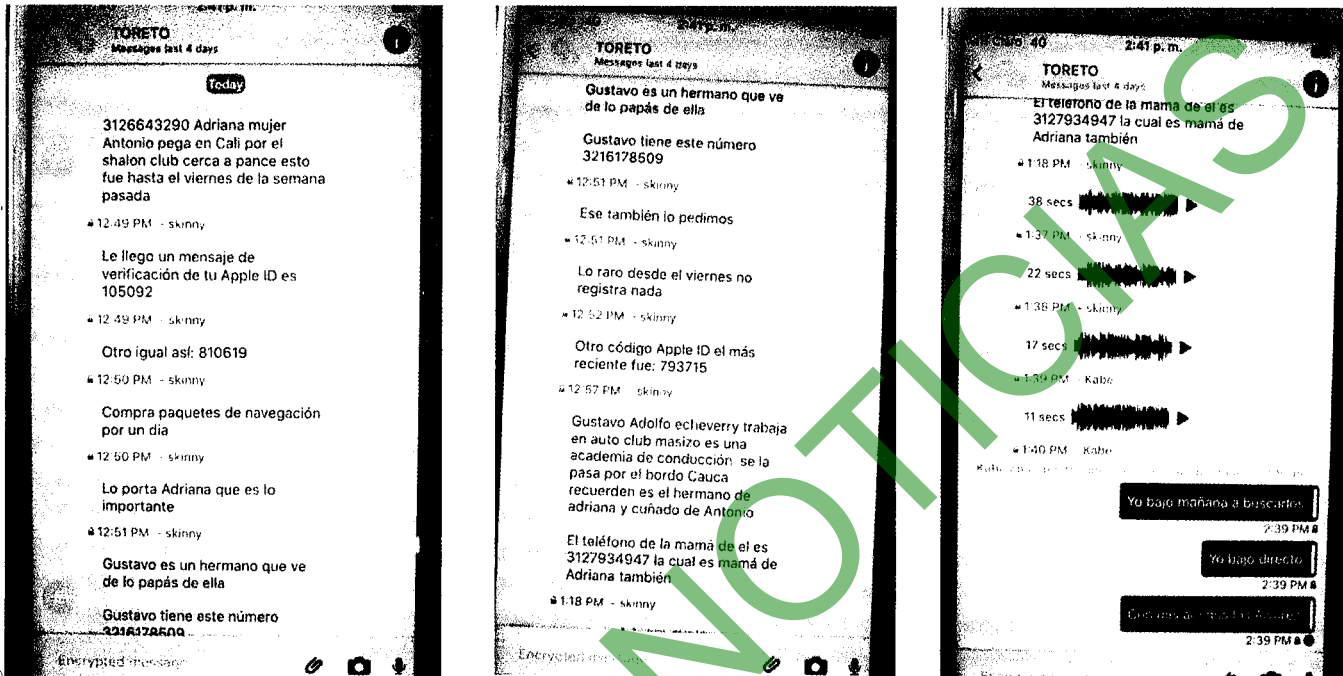 2:41 p. m.
TORETO
Messages last 4 days
i
Today
3126643290 Adriana mujer
Antonio pega en Cali por el
shalon club cerca a pance esto
fue hasta el viernes de la semana
pasada
12:49 PM - skinny
Le llego un mensaje de
verificación de tu Apple ID es
105092
12:49 PM - skinny
Otro igual así: 810619
12:50 PM - skinny
Compra paquetes de navegación
por un dia
12:50 PM - skinny
Lo porta Adriana que es lo
importante
12:51 PM - skinny
Gustavo es un hermano que ve
de lo papás de ella
Gustavo tiene este número
3216178509
Encrypted message
2:41 p. m.
TORETO
Messages last 4 days
i
Gustavo es un hermano que ve
de lo papás de ella
Gustavo tiene este número
3216178509
12:51 PM - skinny
Ese también lo pedimos
12:51 PM - skinny
Lo raro desde el viernes no
registra nada
12:52 PM - skinny
Otro código Apple ID el más
reciente fue: 793715
12:57 PM skinny
Gustavo Adolfo echeverry trabaja
en auto club masizo es una
academia de conducción se la
pasa por el bordo Cauca
recuerden es el hermano de
adriana y cuñado de Antonio
El teléfono de la mamá de el es
3127934947 la cual es mamá de
Adriana también
1:18 PM - skinny
Encrypted message
40
2:41 p. m.
TORETO
Messages last 4 days
i
El teléfono de la mamá de el es
3127934947 la cual es mamá de
Adriana también
1:18 PM - skinny
38 secs
1:37 PM - skinny
22 secs
1:38 PM - skinny
17 secs
1:39 PM - Kabe
11 secs
1:40 PM Kabe
Yo bajo mañana a buscarlos
2:39 PM
Yo bajo directo
2:39 PM
2:39 PM
NOTICIAS